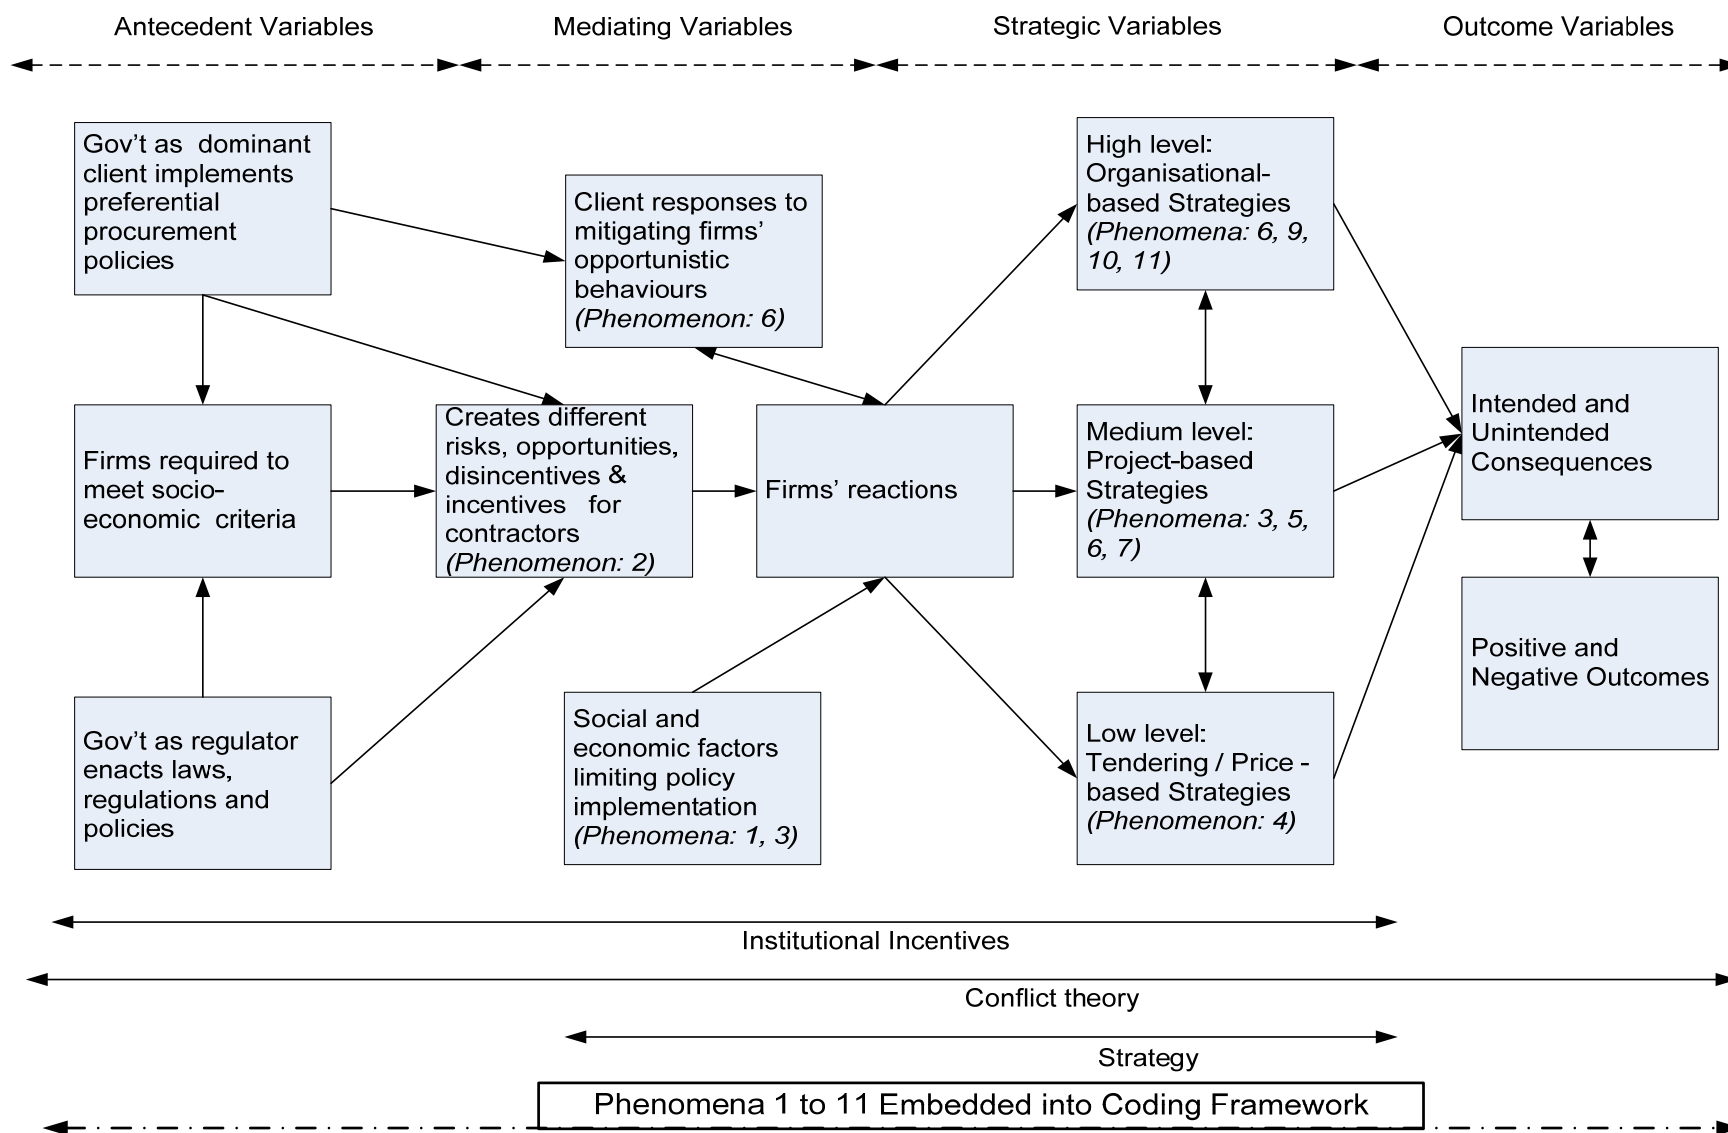 Antecedent Variables
Mediating Variables
Strategic Variables
Outcome Variables
Gov't as dominant
client implements
preferential
procurement
policies
Firms required to
meet socio-
economic criteria
Gov't as regulator
enacts laws,
regulations and
policies
Client responses to
mitigating firms'
opportunistic
behaviours
(Phenomenon: 6)
Creates different
risks, opportunities,
disincentives &
incentives for
contractors
(Phenomenon: 2)
Social and
economic factors
limiting policy
implementation
(Phenomena: 1, 3)
Firms' reactions
High level:
Organisational-
based Strategies
(Phenomena: 6, 9,
10, 11)
Medium level:
Project-based
Strategies
(Phenomena: 3, 5,
6, 7)
Low level:
Tendering / Price -
based Strategies
(Phenomenon: 4)
Intended and
Unintended
Consequences
Positive and
Negative Outcomes
Institutional Incentives
Conflict theory
Strategy
Phenomena 1 to 11 Embedded into Coding Framework